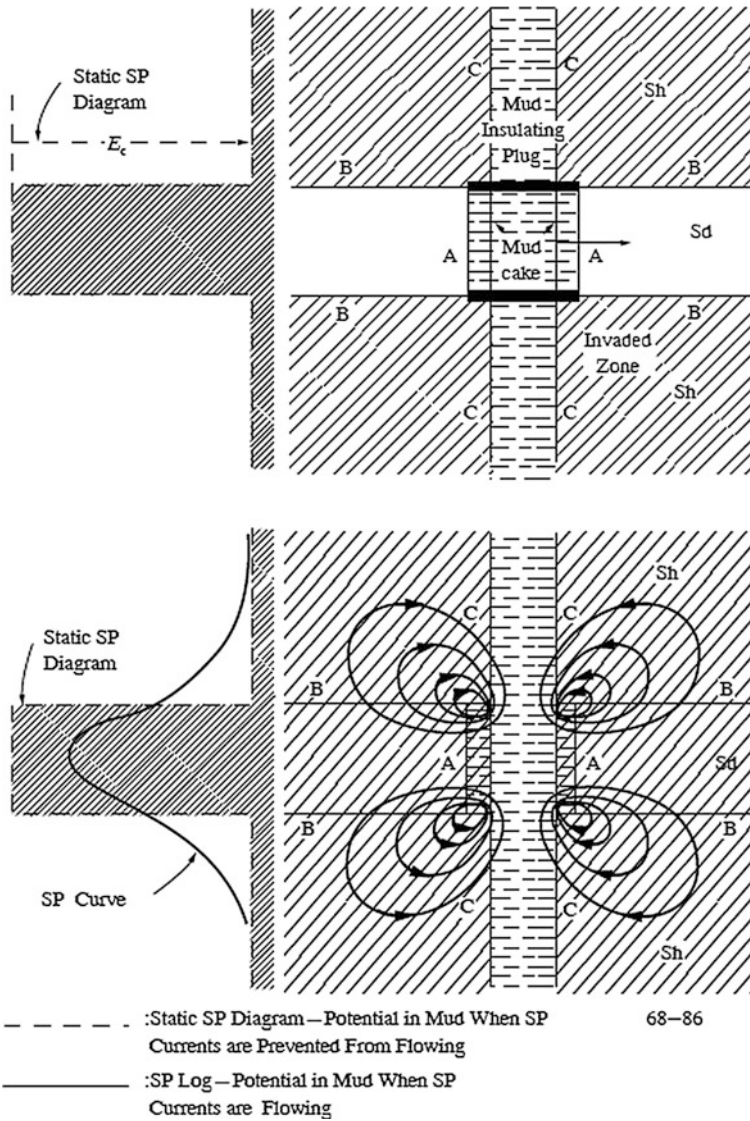 Static SP
Diagram
E_c
C
C
Sh
Mud
Insulating
Plug
B
B
Sd
A
Mud
cake
A
B
B
Invaded
Zone
C
C
Sh
Static SP
Diagram
SP Curve
Sh
C
C
B
B
A
A
Sd
B
B
C
C
Sh
:Static SP Diagram—Potential in Mud When SP
Currents are Prevented From Flowing
68–86
:SP Log—Potential in Mud When SP
Currents are Flowing